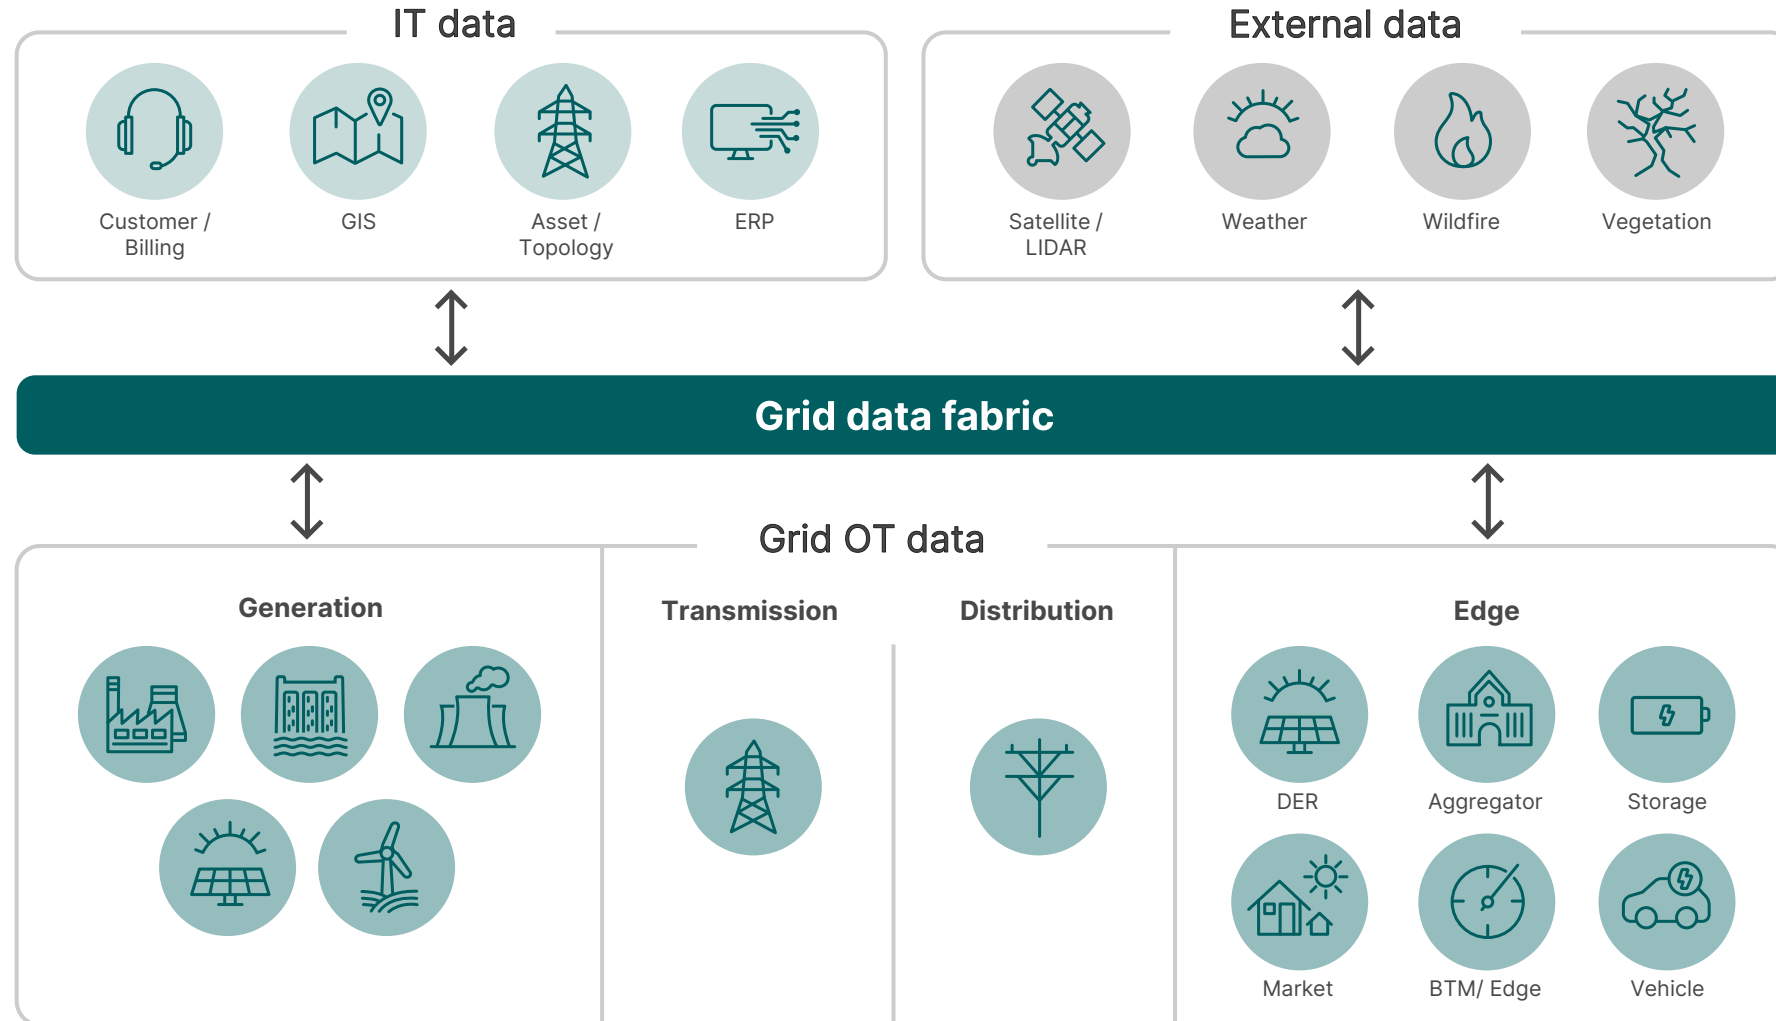 IT data
External data
Customer /
Billing
GIS
Asset /
Topology
ERP
Satellite /
LIDAR
Weather
Wildfire
Vegetation
Grid data fabric
Grid OT data
Generation
Transmission
Distribution
Edge
DER
Aggregator
Storage
Market
BTM/ Edge
Vehicle